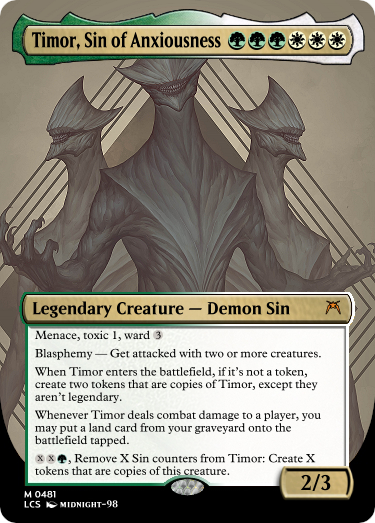 Timor, Sin of Anxiousness
Legendary Creature — Demon Sin
Menace, toxic 1, ward 3
Blasphemy — Get attacked with two or more creatures.
When Timor enters the battlefield, if it's not a token,
create two tokens that are copies of Timor, except they
aren't legendary.
Whenever Timor deals combat damage to a player, you
may put a land card from your graveyard onto the
battlefield tapped.
X X , Remove X Sin counters from Timor: Create X
tokens that are copies of this creature.
2/3
M 0481
LCS MIDNIGHT-98